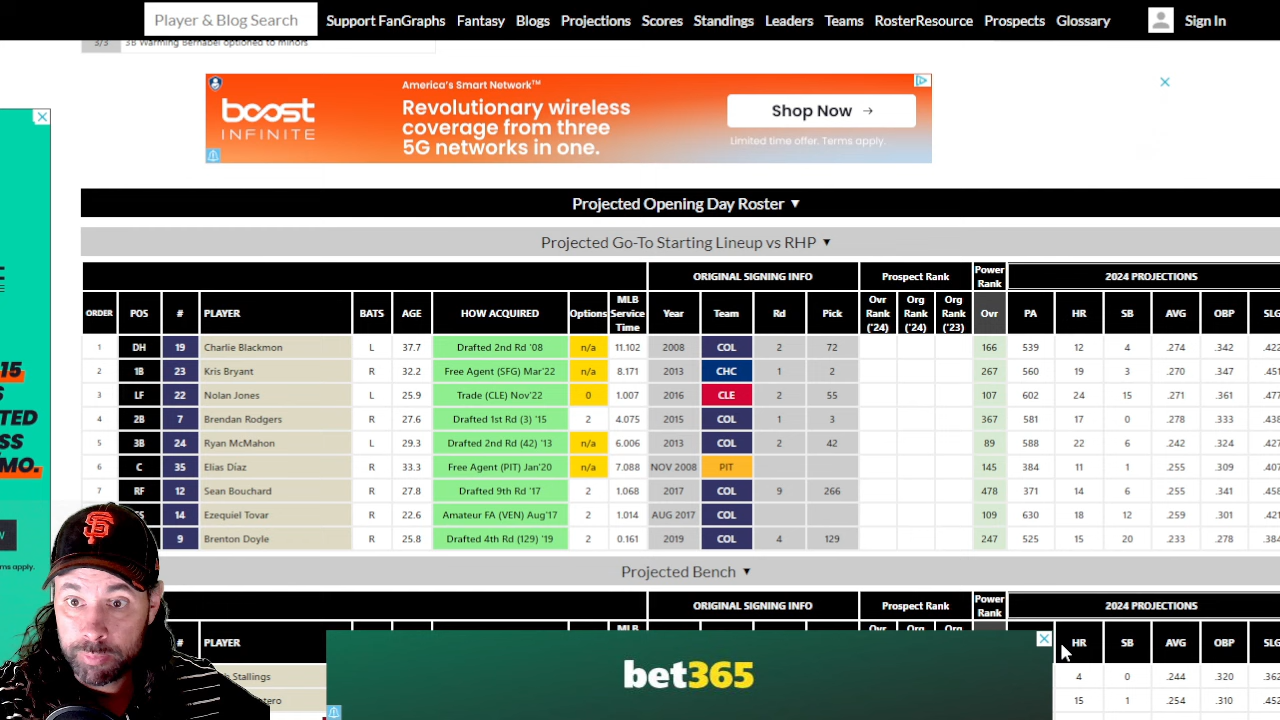 Player & Blog Search Support FanGraphs Fantasy Blogs Projections Scores Standings Leaders Teams RosterResource Prospects Glossary Sign In
3/3 3B Warming Bernabel optioned to minors
America's Smart Network™
boost INFINITE
Revolutionary wireless
coverage from three
5G networks in one.
Shop Now →
Limited time offer. Terms apply.
Projected Opening Day Roster ▼
Projected Go-To Starting Lineup vs RHP ▼
ORIGINAL SIGNING INFO Prospect Rank Power Rank 2024 PROJECTIONS
ORDER POS # PLAYER BATS AGE HOW ACQUIRED Options MLB Service Time Year Team Rd Pick Ovr Rank ('24) Org Rank ('24) Org Rank ('23) Ovr PA HR SB AVG OBP SLG
1 DH 19 Charlie Blackmon L 37.7 Drafted 2nd Rd '08 n/a 11.102 2008 COL 2 72 166 539 12 4 .274 .342
2 1B 23 Kris Bryant R 32.2 Free Agent (SFG) Mar'22 n/a 8.171 2013 CHC 1 2 267 560 19 3 .270 .347
3 LF 22 Nolan Jones L 25.9 Trade (CLE) Nov'22 0 1.007 2016 CLE 2 55 107 602 24 15 .271 .361 .477
4 2B 7 Brendan Rodgers R 27.6 Drafted 1st Rd (3) '15 2 4.075 2015 COL 1 3 367 581 17 0 .278 .333
5 3B 24 Ryan McMahon L 29.3 Drafted 2nd Rd (42) '13 n/a 6.006 2013 COL 2 42 89 588 22 6 .242 .324 .427
6 C 35 Elias Díaz R 33.3 Free Agent (PIT) Jan'20 n/a 7.088 NOV 2008 PIT 145 384 11 1 .255 .309 .407
7 RF 12 Sean Bouchard R 27.8 Drafted 9th Rd '17 2 1.068 2017 COL 9 266 478 371 14 6 .255 .341
14 Ezequiel Tovar R 22.6 Amateur FA (VEN) Aug'17 2 1.014 AUG 2017 COL 109 630 18 12 .259 .301
9 Brenton Doyle R 25.8 Drafted 4th Rd (129) '19 2 0.161 2019 COL 4 129 247 525 15 20 .233 .278
Projected Bench ▼
ORIGINAL SIGNING INFO Power Rank 2024 PROJECTIONS
# PLAYER HR SB AVG OBP SLG
Stallings 4 0 .244 .320
1 .254 .310
bet365
SF